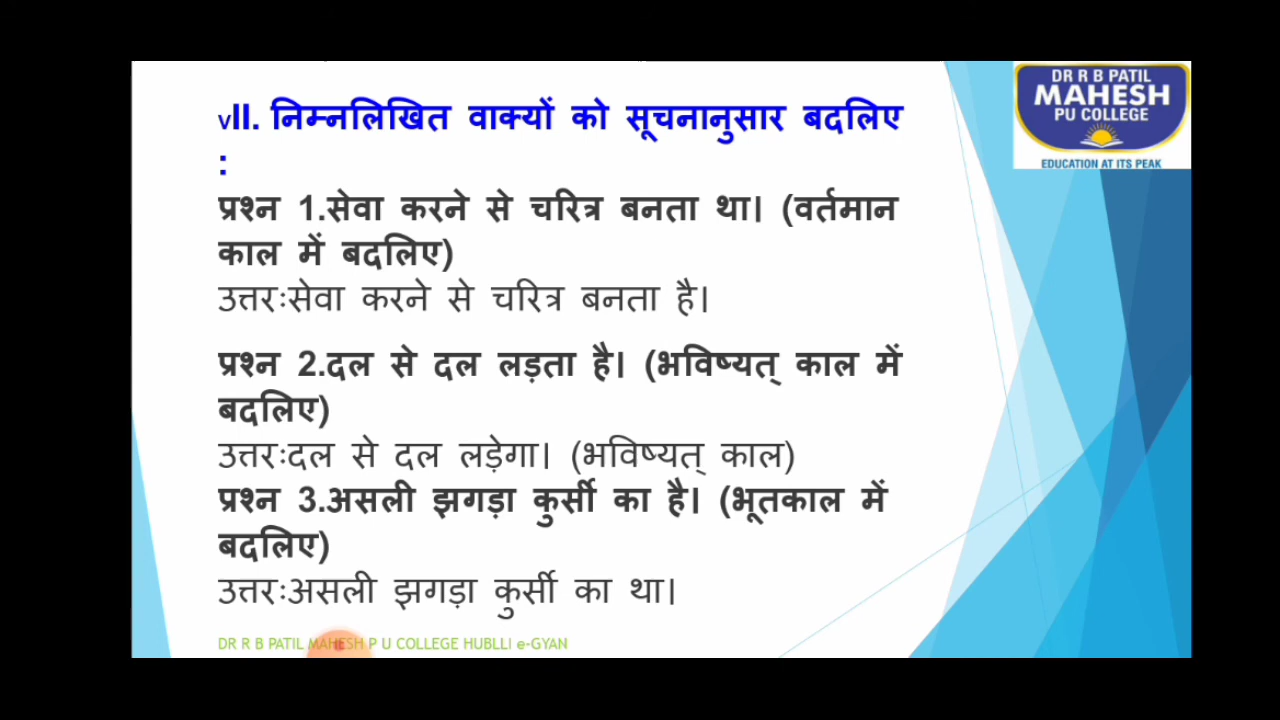 vII. निम्नलिखित वाक्यों को सूचनानुसार बदलिए
:
प्रश्न 1.सेवा करने से चरित्र बनता था। (वर्तमान
काल में बदलिए)
उत्तरःसेवा करने से चरित्र बनता है।
प्रश्न 2.दल से दल लड़ता है। (भविष्यत् काल में
बदलिए)
उत्तरःदल से दल लड़ेगा। (भविष्यत् काल)
प्रश्न 3.असली झगड़ा कुर्सी का है। (भूतकाल में
बदलिए)
उत्तरःअसली झगड़ा कुर्सी का था।
DR R B PATIL MAHESH P U COLLEGE HUBLLI e-GYAN
DR R B PATIL
MAHESH
PU COLLEGE
EDUCATION AT ITS PEAK